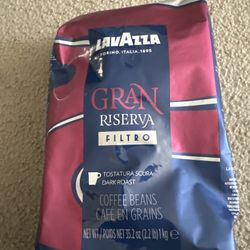 LAVAZZA
TORINO, ITALIA, 1895
GRAN
RISERVA
FILTRO
TOSTATURA SCURA
DARK ROAST
COFFEE BEANS
CAFÉ EN GRAINS
NET WT / POIDS NET 35.2 OZ (2.2 lb) 1 kg e